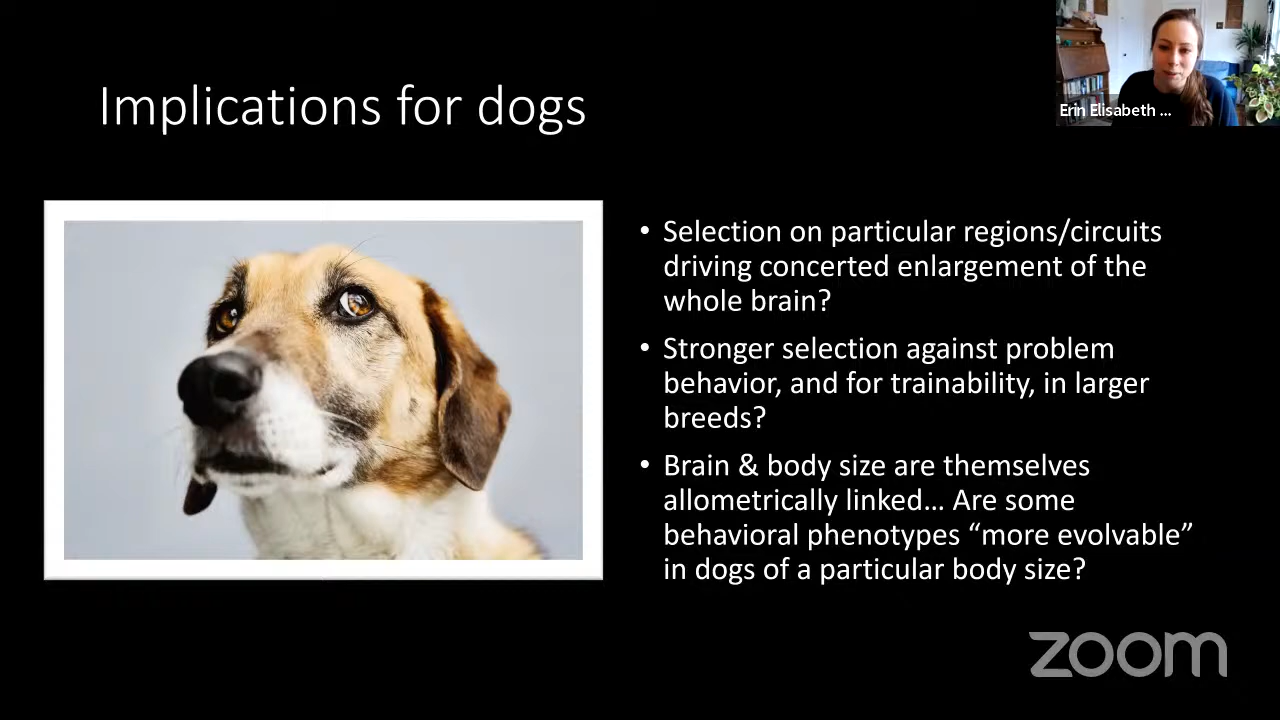 Implications for dogs
Erin Elisabeth ...
• Selection on particular regions/circuits
driving concerted enlargement of the
whole brain?
• Stronger selection against problem
behavior, and for trainability, in larger
breeds?
• Brain & body size are themselves
allometrically linked... Are some
behavioral phenotypes “more evolvable”
in dogs of a particular body size?
zoom